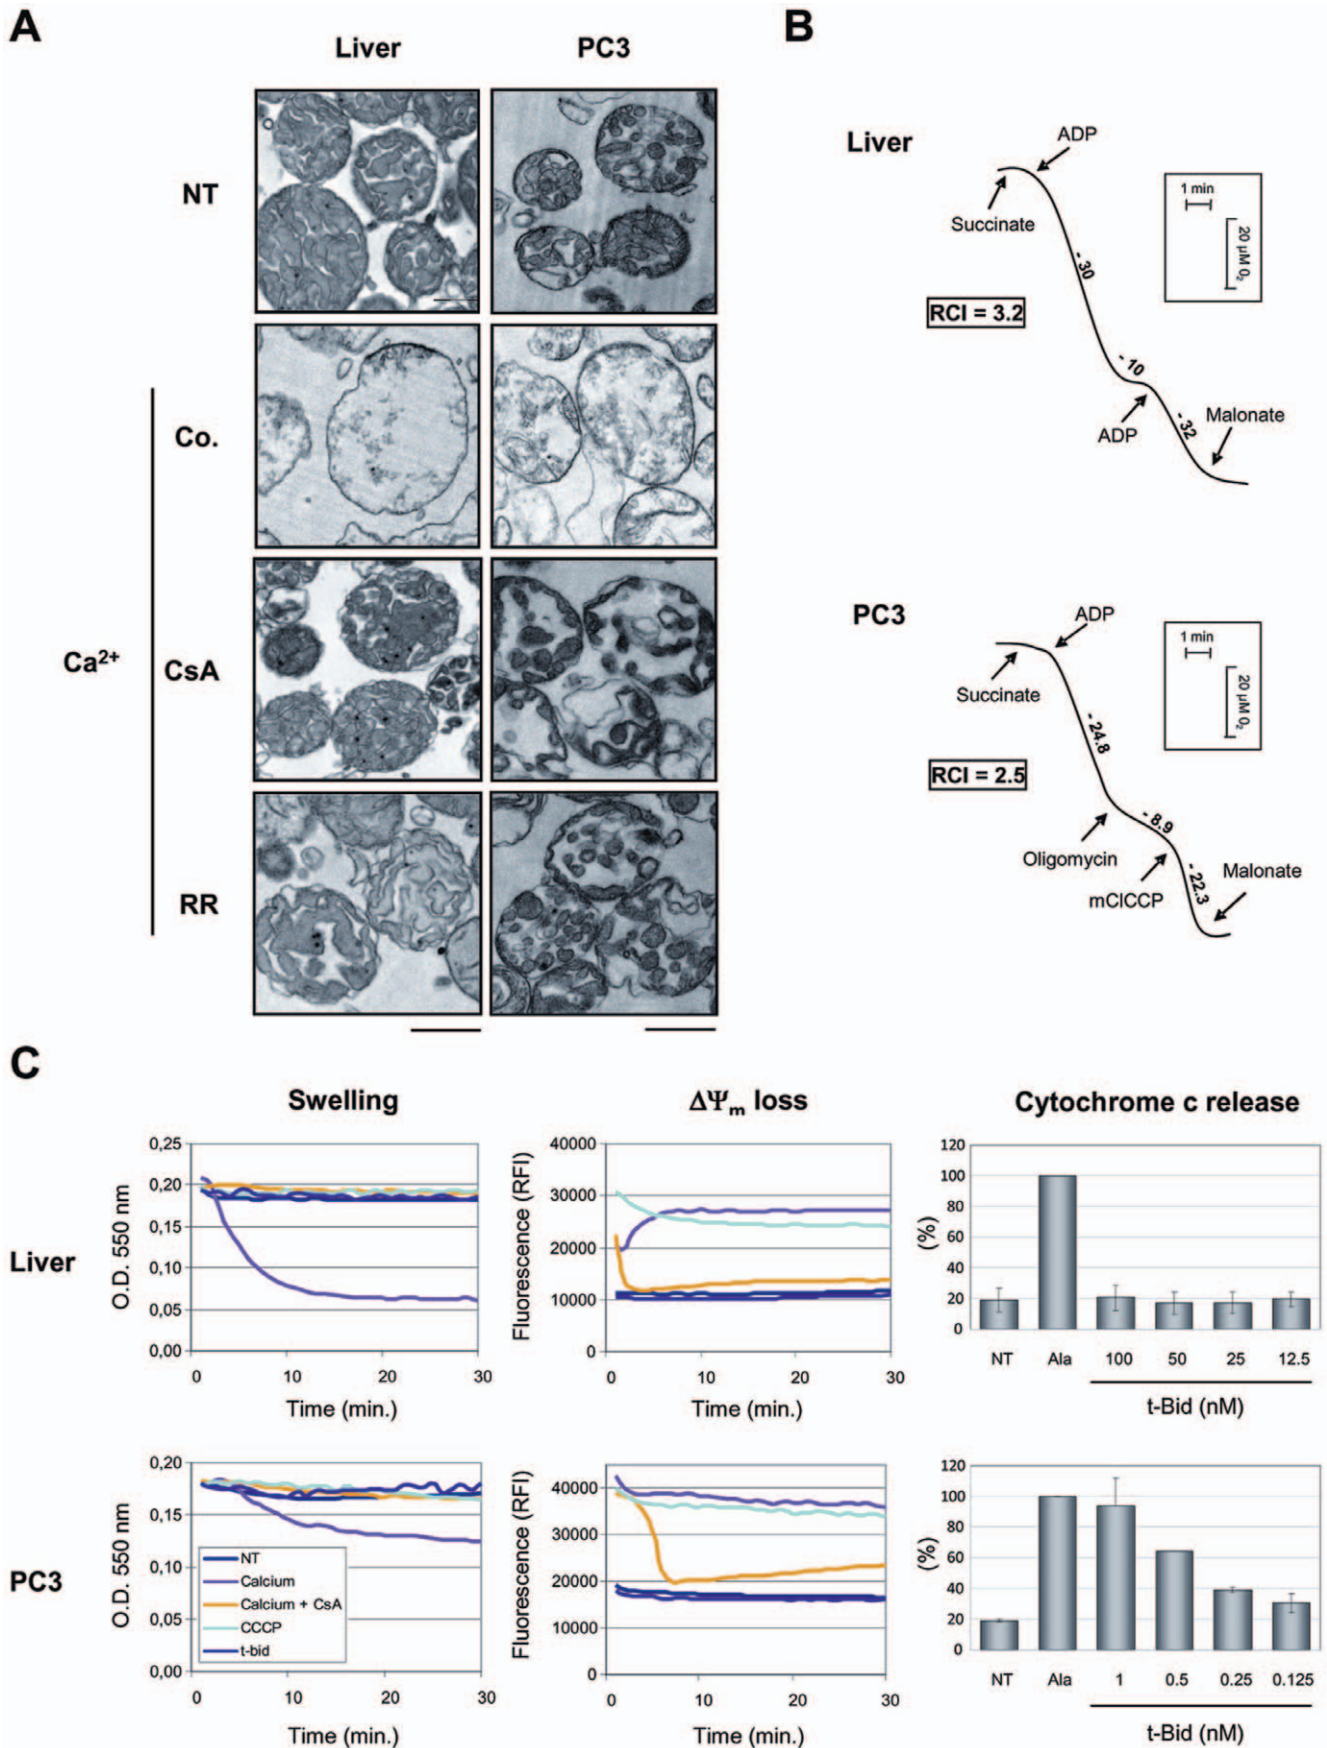 A
Liver
PC3
NT
Co.
CsA
RR
Ca2+
B
Liver
ADP
Succinate
1 min
20 µM 0₂
- 30
RCI = 3.2
- 10
ADP
- 32
Malonate
PC3
ADP
Succinate
1 min
20 µM 0₂
- 24.8
RCI = 2.5
Oligomycin
- 8.9
mClCCP
- 22.3
Malonate
C
Swelling
ΔΨm loss
Cytochrome c release
Liver
O.D. 550 nm
0,25
0,20
0,15
0,10
0,05
0,00
0 10 20 30
Time (min.)
Fluorescence (RFI)
40000
30000
20000
10000
0
0 10 20 30
Time (min.)
(%)
120
100
80
60
40
20
0
NT Ala 100 50 25 12.5
t-Bid (nM)
PC3
O.D. 550 nm
0,20
0,15
0,10
0,05
0,00
NT
Calcium
Calcium + CsA
CCCP
t-bid
0 10 20 30
Time (min.)
Fluorescence (RFI)
40000
30000
20000
10000
0
0 10 20 30
Time (min.)
(%)
120
100
80
60
40
20
0
NT Ala 1 0.5 0.25 0.125
t-Bid (nM)